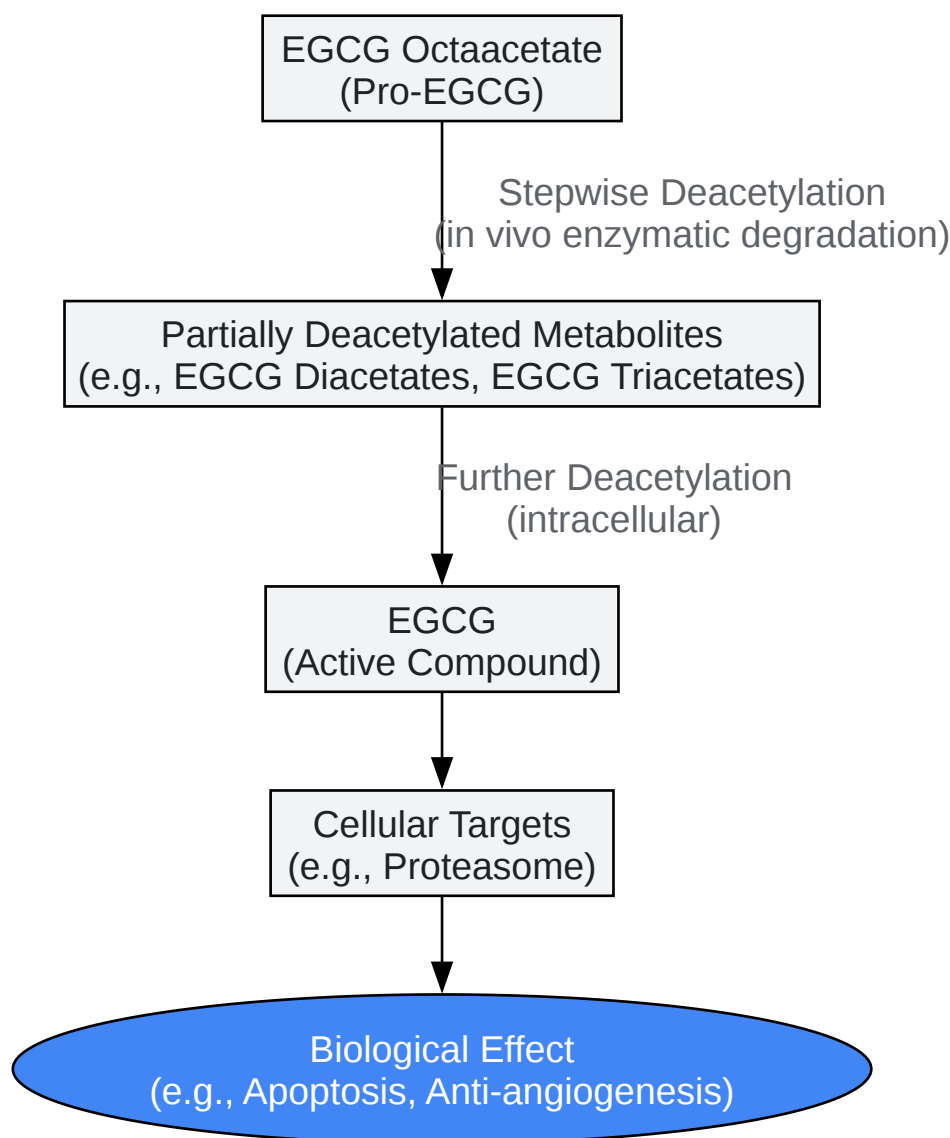 EGCG Octaacetate
(Pro-EGCG)
Stepwise Deacetylation
(in vivo enzymatic degradation)
Partially Deacetylated Metabolites
(e.g., EGCG Diacetates, EGCG Triacetates)
Further Deacetylation
(intracellular)
EGCG
(Active Compound)
Cellular Targets
(e.g., Proteasome)
Biological Effect
(e.g., Apoptosis, Anti-angiogenesis)